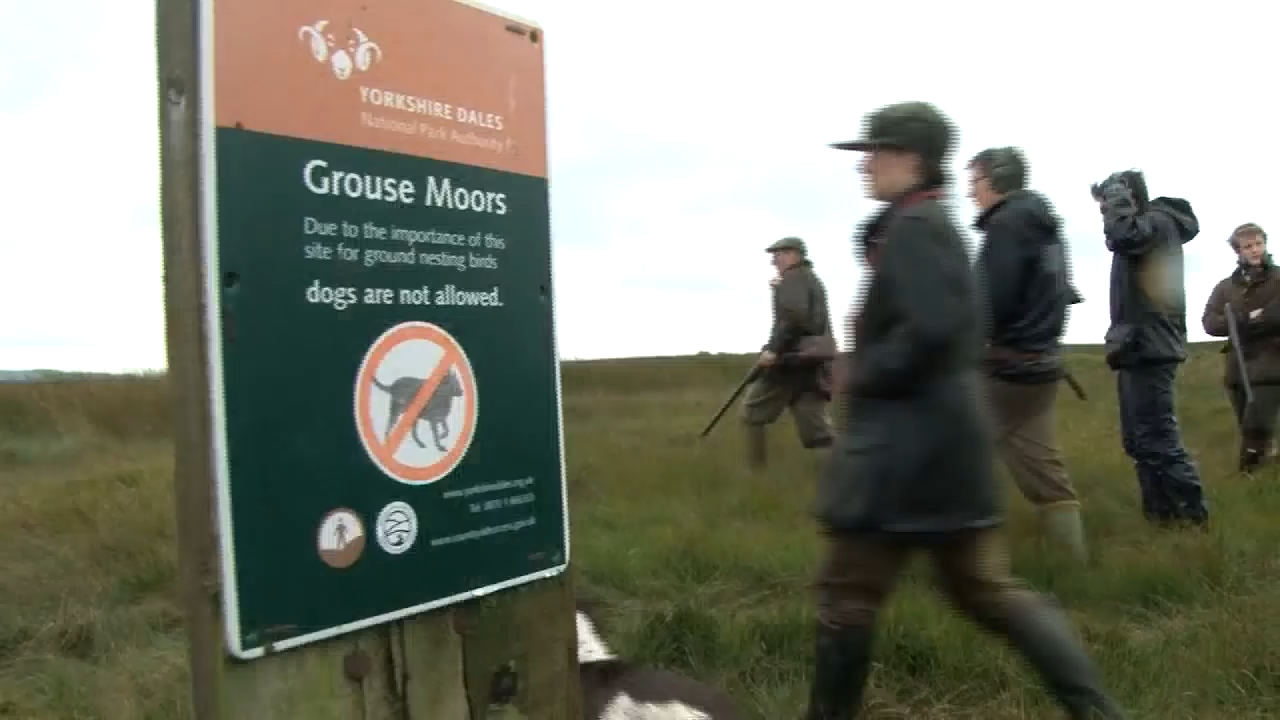 YORKSHIRE DALES
National Park Authority
Grouse Moors
Due to the importance of this
site for ground nesting birds
dogs are not allowed.